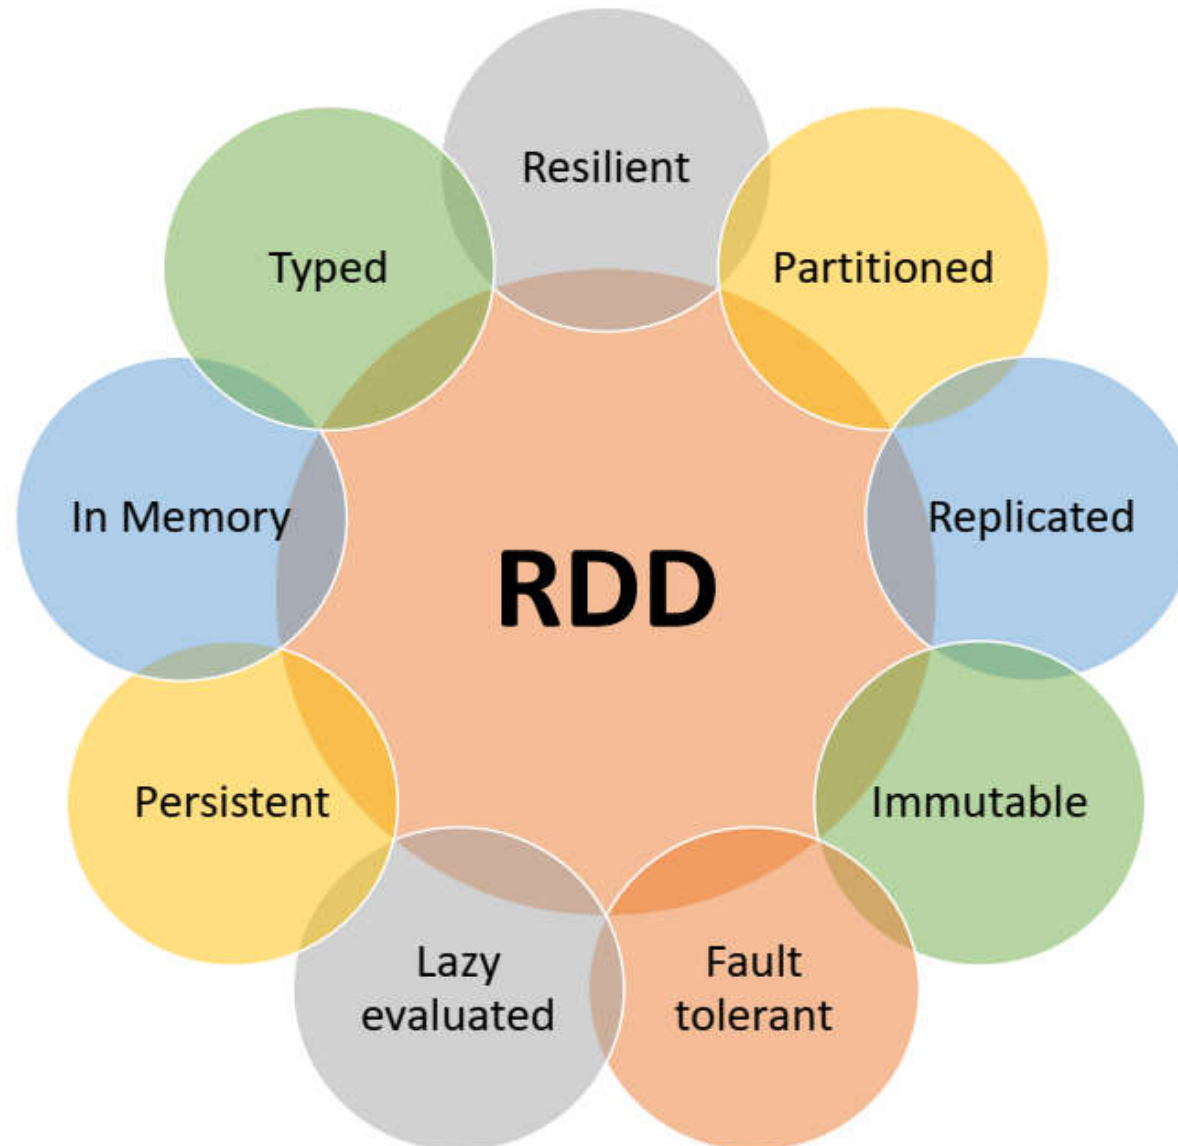 Resilient
Typed
Partitioned
In Memory
Replicated
RDD
Persistent
Immutable
Lazy
evaluated
Fault
tolerant